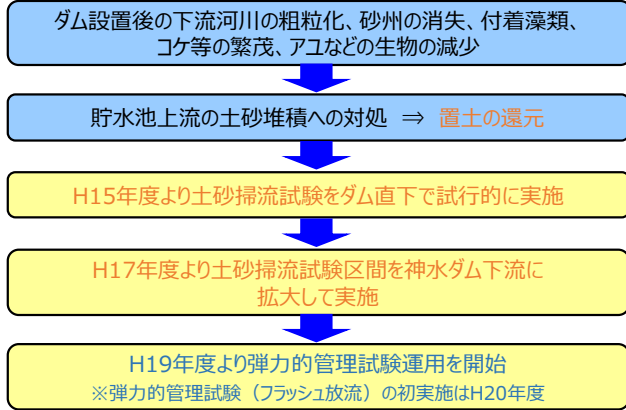 ダム設置後の下流河川の粗粒化、砂州の消失、付着藻類、
コケ等の繁茂、アユなどの生物の減少
貯水池上流の土砂堆積への対処 ⇒ 置土の還元
H15年度より土砂掃流試験をダム直下で試行的に実施
H17年度より土砂掃流試験区間を神水ダム下流に
拡大して実施
H19年度より弾力的管理試験運用を開始
※弾力的管理試験（フラッシュ放流）の初実施はH20年度